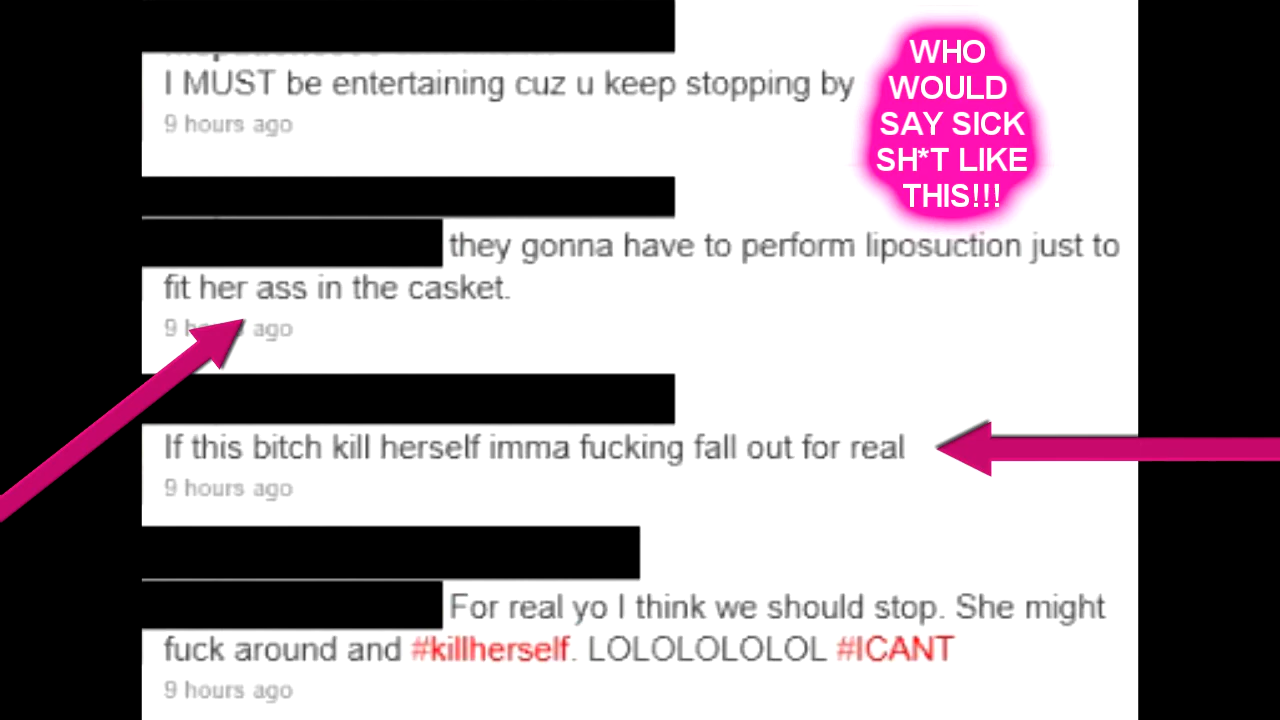 I MUST be entertaining cuz u keep stopping by
9 hours ago
WHO
WOULD
SAY SICK
SH*T LIKE
THIS!!!
they gonna have to perform liposuction just to
fit her ass in the casket.
9 hours ago
If this bitch kill herself imma fucking fall out for real
9 hours ago
For real yo I think we should stop. She might
fuck around and #killherself. LOLOLOLOLOL #ICANT
9 hours ago